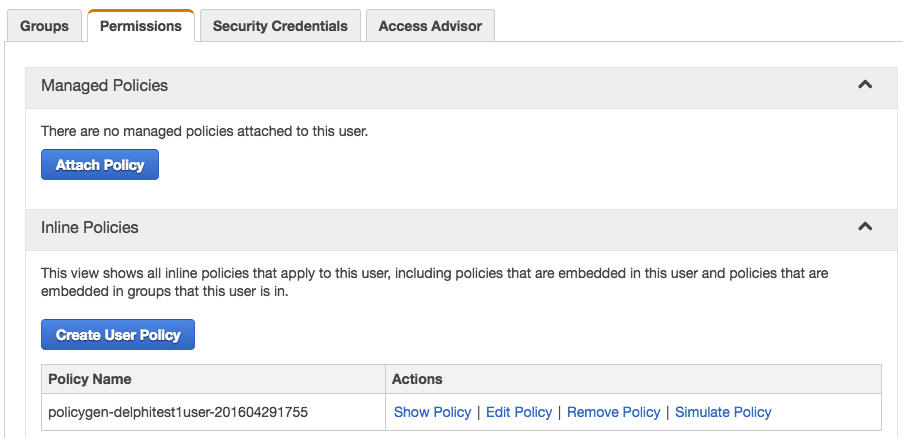 Groups
Permissions
Security Credentials
Access Advisor
Managed Policies
There are no managed policies attached to this user.
Attach Policy
Inline Policies
This view shows all inline policies that apply to this user, including policies that are embedded in this user and policies that are
embedded in groups that this user is in.
Create User Policy
Policy Name Actions
policygen-delphitest1user-201604291755 Show Policy | Edit Policy | Remove Policy | Simulate Policy